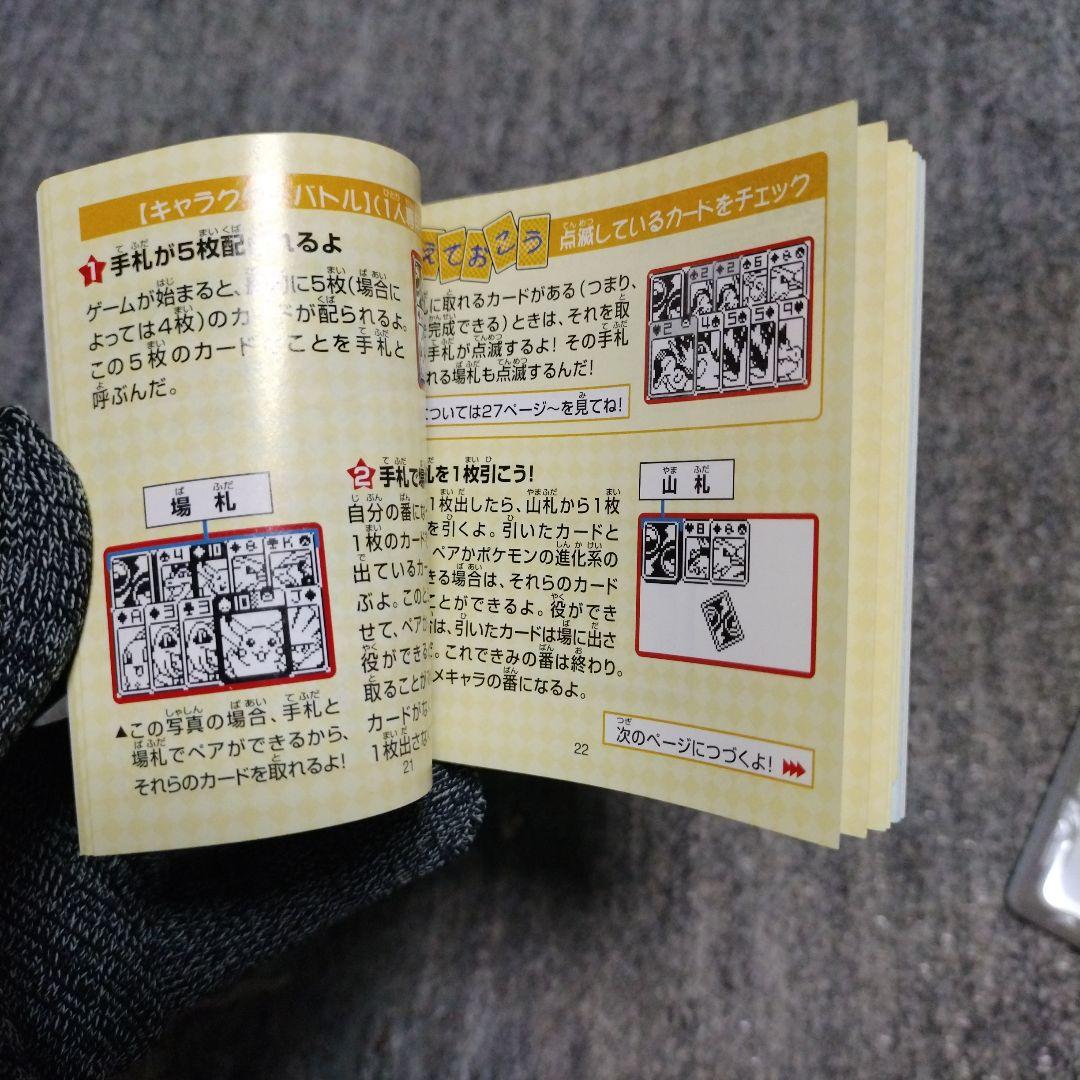 【キャラク バトル】(1人
1 手札が5枚配 れるよ
ゲームが始まると、 に5枚(場合に
よっては4枚)のカードが配られるよ。
この5枚のカード ことを手札と
呼ぶんだ。
場札
▲この写真の場合、手札と
場札でペアができるから、
それらのカードを取れるよ!
2 手札で
自分の番にな
1枚のカー
出ているカー
ぶよ。このと
せて、ペア
役ができ
取ることが
カードがな
1枚出さな
21
えておこう 点滅しているカードをチェック
に取れるカードがある(つまり、
完成できる)ときは、それを取
手札が点滅するよ! その手札
れる場札も点滅するんだ!
については27ページ〜を見てね!
札を1枚引こう!
1枚出したら、山札から1枚
を引くよ。引いたカードと
ペアかポケモンの進化系の
きる場合は、それらのカード
ことができるよ。役ができ
は、引いたカードは場に出さ
。これできみの番は終わり。
メキャラの番になるよ。
山札
次のページにつづくよ!
22